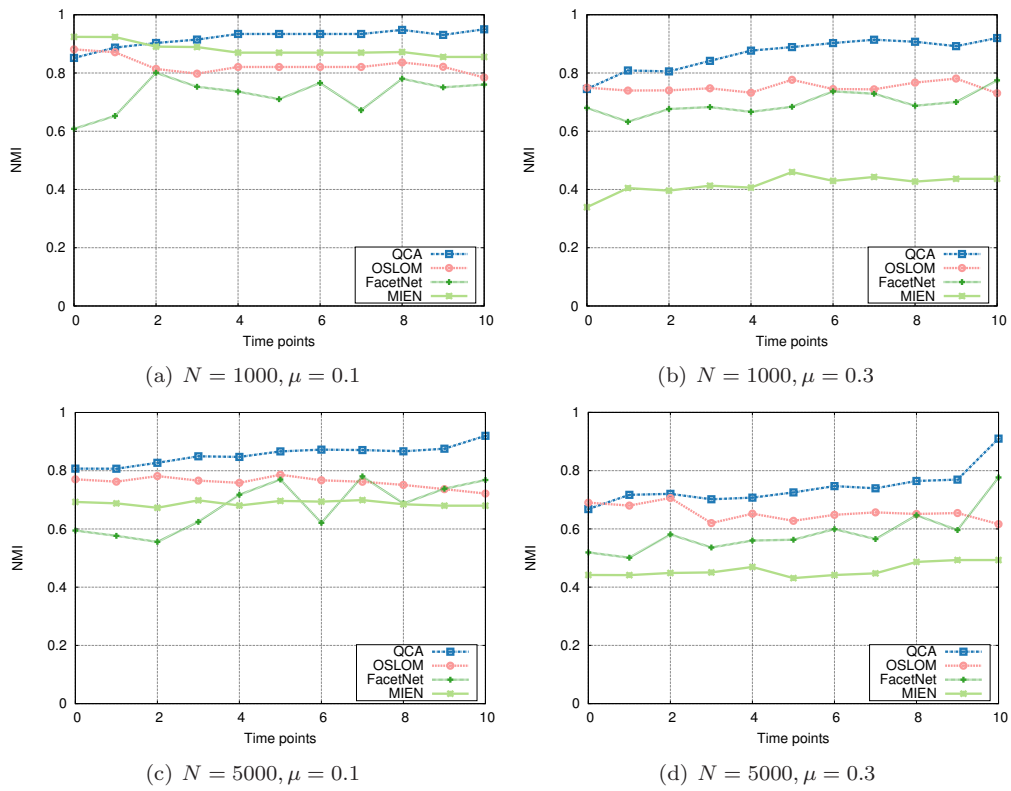 1
0.8
0.6
0.4
0.2
0
NMI
QCA
OSLOM
FacetNet
MIEN
0 2 4 6 8 10
Time points
(a) N = 1000, μ = 0.1
1
0.8
0.6
0.4
0.2
0
NMI
QCA
OSLOM
FacetNet
MIEN
0 2 4 6 8 10
Time points
(b) N = 1000, μ = 0.3
1
0.8
0.6
0.4
0.2
0
NMI
QCA
OSLOM
FacetNet
MIEN
0 2 4 6 8 10
Time points
(c) N = 5000, μ = 0.1
1
0.8
0.6
0.4
0.2
0
NMI
QCA
OSLOM
FacetNet
MIEN
0 2 4 6 8 10
Time points
(d) N = 5000, μ = 0.3